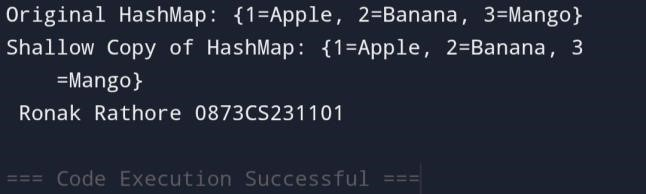 Original HashMap: {1=Apple, 2=Banana, 3=Mango}
Shallow Copy of HashMap: {1=Apple, 2=Banana, 3
=Mango}
Ronak Rathore 0873CS231101
=== Code Execution Successful ===